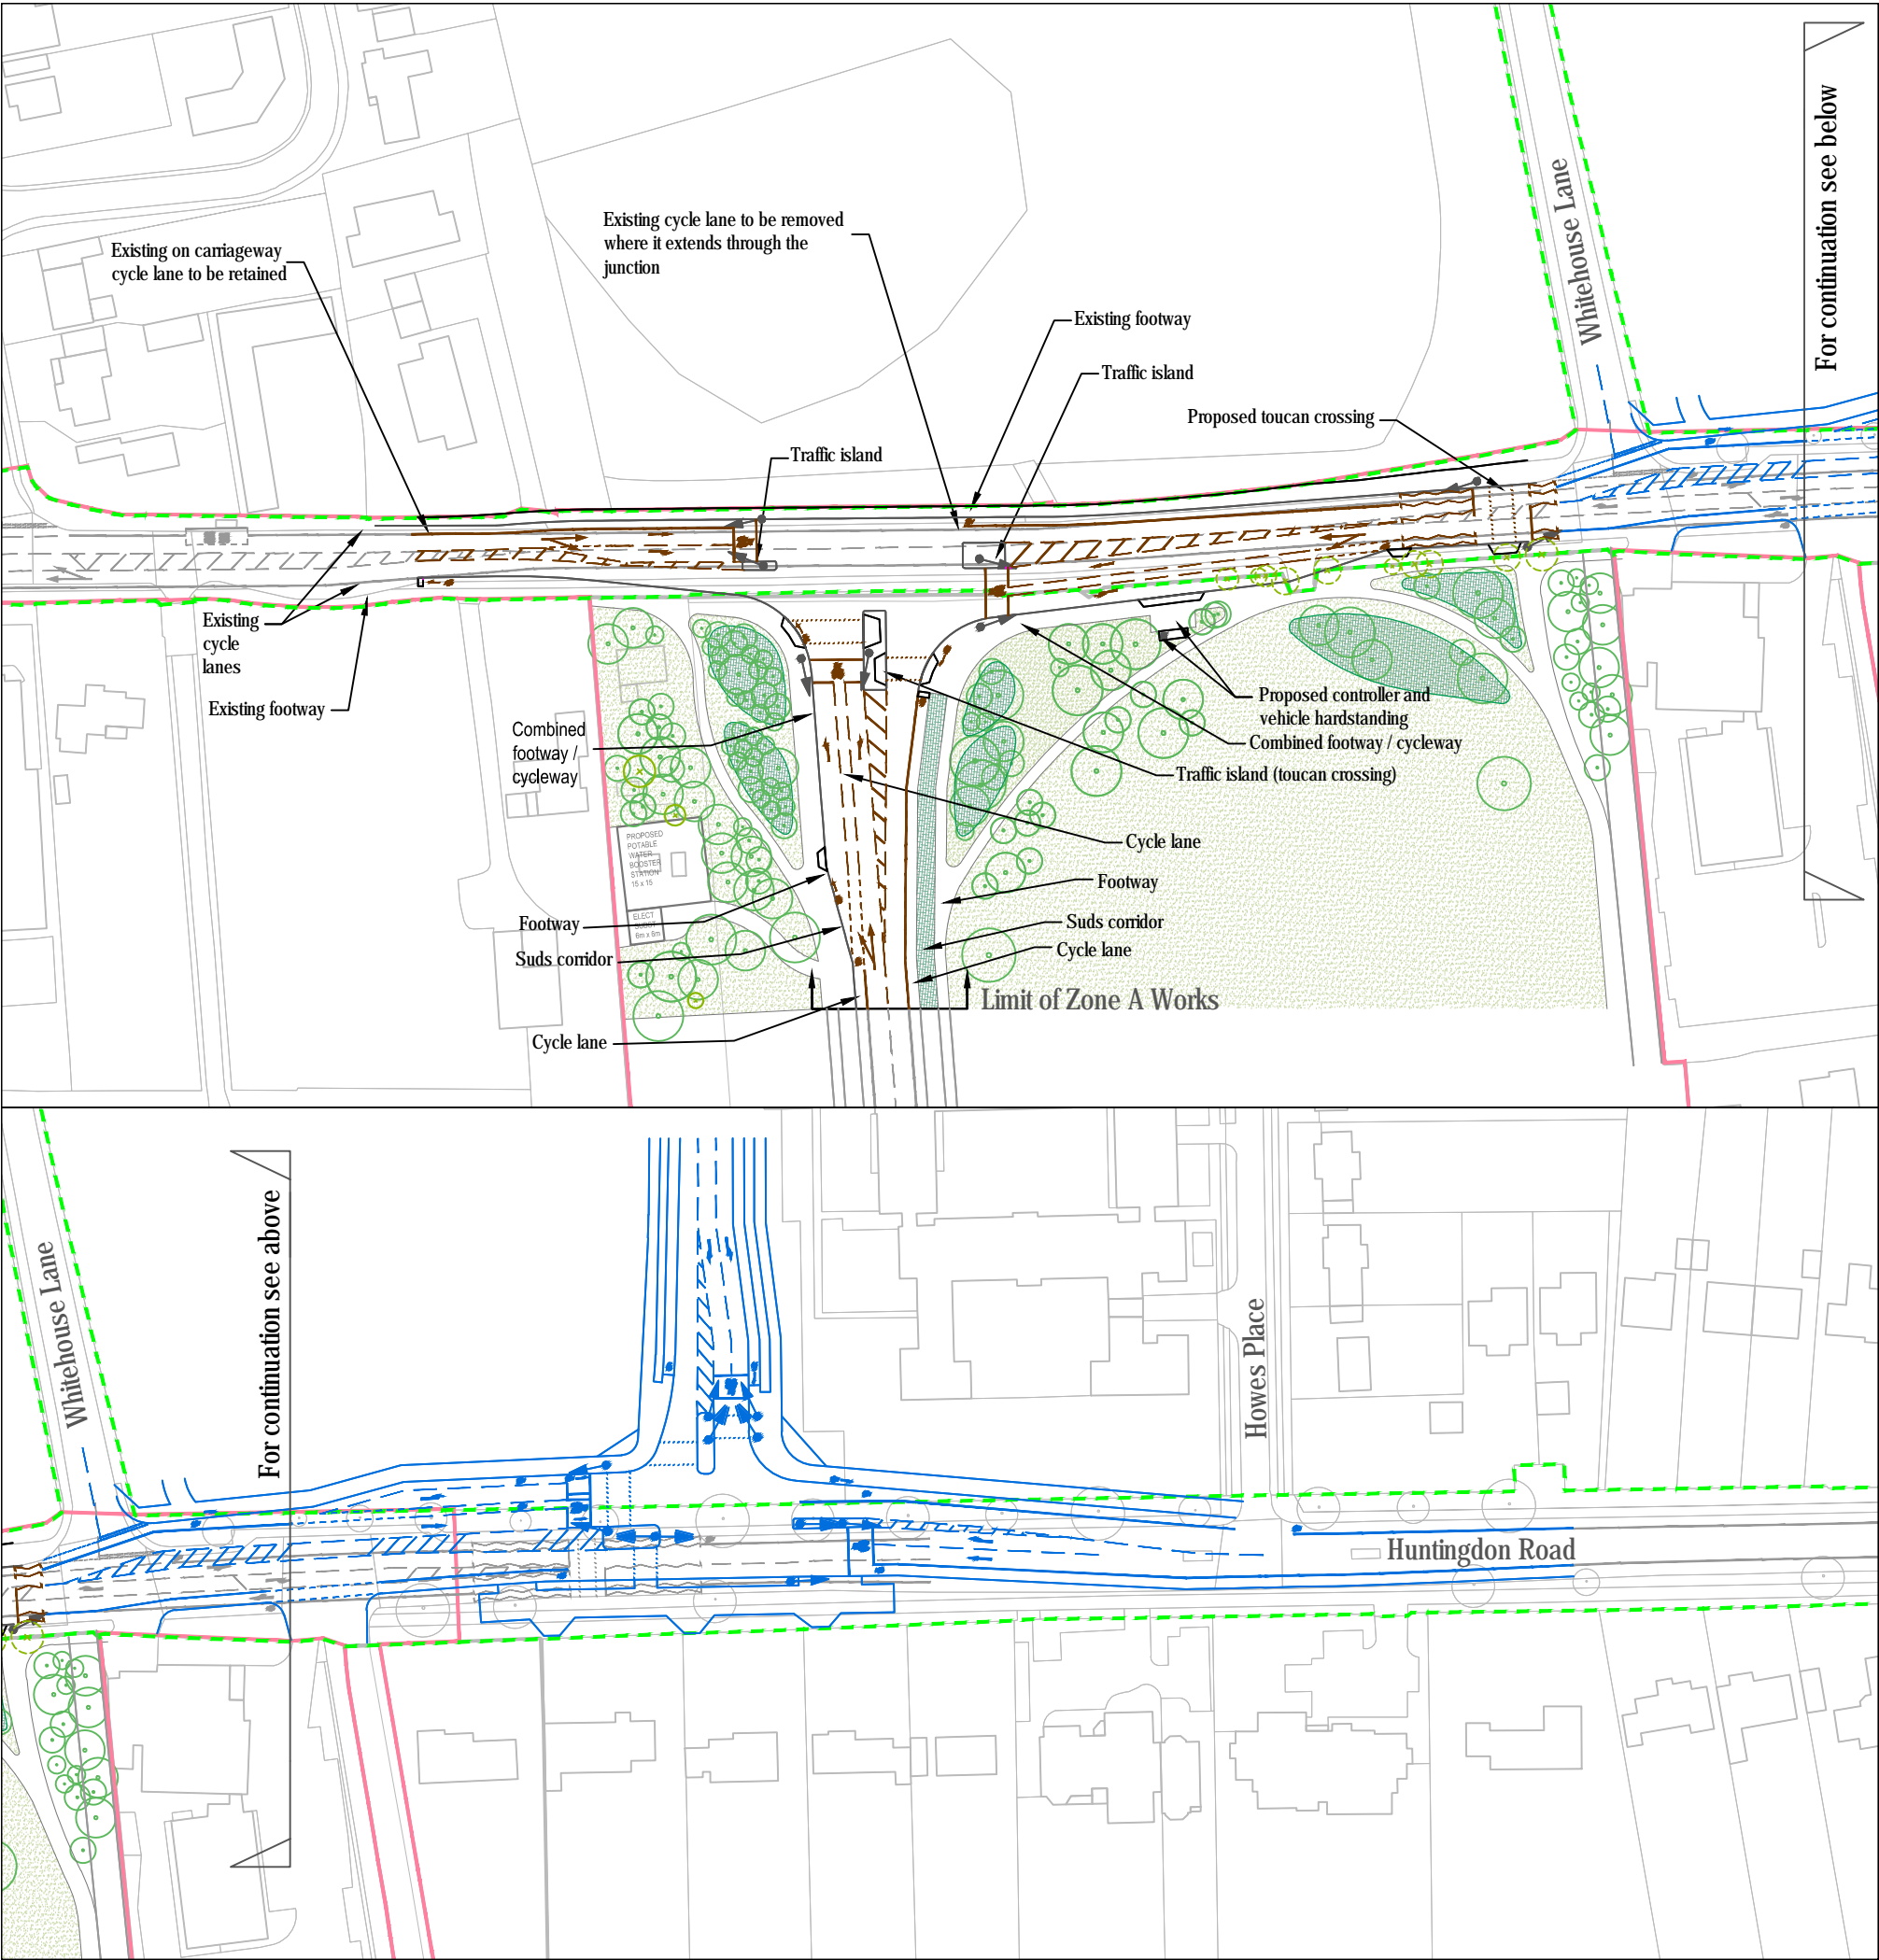 For continuation see below
Whitehouse Lane
Existing cycle lane to be removed
where it extends through the
junction
Existing on carriageway
cycle lane to be retained
Existing footway
Traffic island
Proposed toucan crossing
Traffic island
Existing
cycle
lanes
Existing footway
Combined
footway /
cycleway
Proposed controller and
vehicle hardstanding
Combined footway / cycleway
Traffic island (toucan crossing)
PROPOSED
POTABLE
WATER
BOOSTER
STATION
15 x 15
Cycle lane
Footway
ELECT
6m x 6m
Footway
Suds corridor
Suds corridor
Cycle lane
Limit of Zone A Works
Cycle lane
For continuation see above
Whitehouse Lane
Howes Place
Huntingdon Road